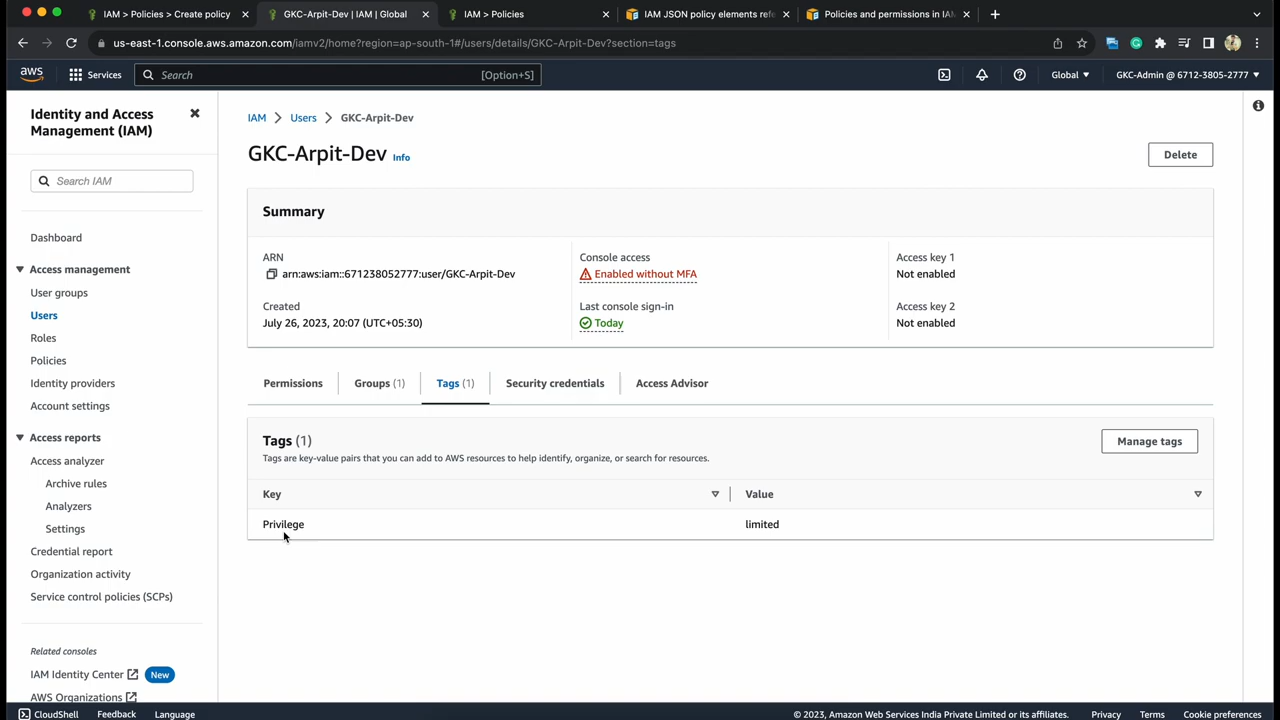 IAM > Policies > Create policy
GKC-Arpit-Dev | IAM | Global
IAM > Policies
IAM JSON policy elements refe
Policies and permissions in IAM
us-east-1.console.aws.amazon.com/iamv2/home?region=ap-south-1#/users/details/GKC-Arpit-Dev?section=tags
aws
Services
Search
[Option+S]
Global
GKC-Admin @ 6712-3805-2777
Identity and Access
Management (IAM)
Search IAM
Dashboard
Access management
User groups
Users
Roles
Policies
Identity providers
Account settings
Access reports
Access analyzer
Archive rules
Analyzers
Settings
Credential report
Organization activity
Service control policies (SCPs)
Related consoles
IAM Identity Center New
AWS Organizations
IAM > Users > GKC-Arpit-Dev
GKC-Arpit-Dev Info
Delete
Summary
ARN
arn:aws:iam::671238052777:user/GKC-Arpit-Dev
Created
July 26, 2023, 20:07 (UTC+05:30)
Console access
Enabled without MFA
Last console sign-in
Today
Access key 1
Not enabled
Access key 2
Not enabled
Permissions
Groups (1)
Tags (1)
Security credentials
Access Advisor
Tags (1)
Tags are key-value pairs that you can add to AWS resources to help identify, organize, or search for resources.
Manage tags
Key
Value
Privilege
limited
CloudShell
Feedback
Language
© 2023, Amazon Web Services India Private Limited or its affiliates.
Privacy
Terms
Cookie preferences